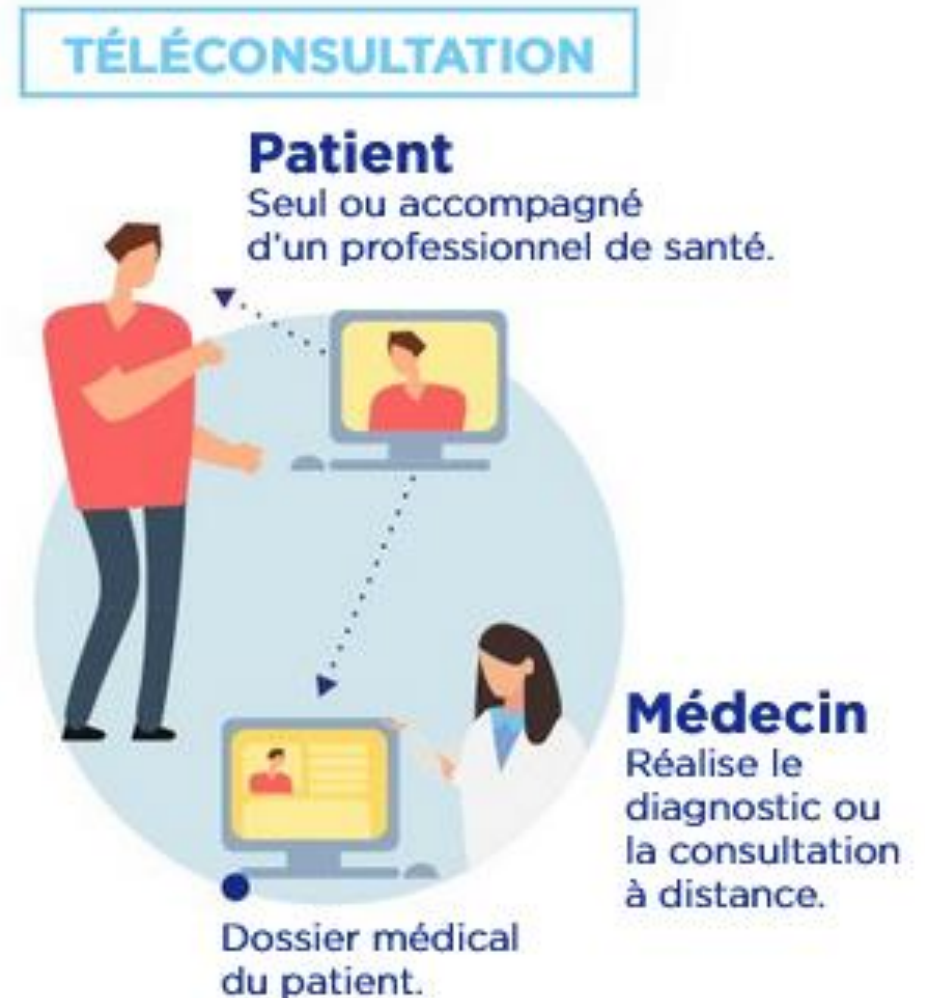 TÉLÉCONSULTATION
Patient
Seul ou accompagné
d'un professionnel de santé.
Médecin
Réalise le
diagnostic ou
la consultation
à distance.
Dossier médical
du patient.